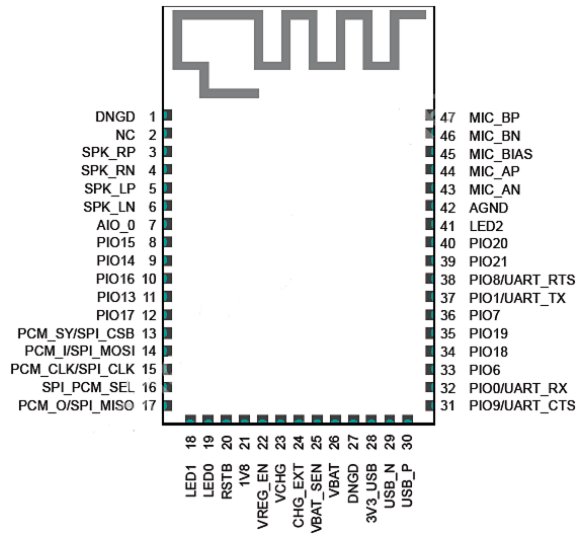 DNGD 1
NC 2
SPK_RP 3
SPK_RN 4
SPK_LP 5
SPK_LN 6
AIO_0 7
PIO15 8
PIO14 9
PIO16 10
PIO13 11
PIO17 12
PCM_SY/SPI_CSB 13
PCM_I/SPI_MOSI 14
PCM_CLK/SPI_CLK 15
SPI_PCM_SEL 16
PCM_O/SPI_MISO 17
18 LED1
19 LED0
20 RSTB
21 1V8
22 VREG_EN
23 VCHG
24 CHG_EXT
25 VBAT_SEN
26 VBAT
27 DNGD
28 3V3_USB
29 USB_N
30 USB_P
47 MIC_BP
46 MIC_BN
45 MIC_BIAS
44 MIC_AP
43 MIC_AN
42 AGND
41 LED2
40 PIO20
39 PIO21
38 PIO8/UART_RTS
37 PIO1/UART_TX
36 PIO7
35 PIO19
34 PIO18
33 PIO6
32 PIO0/UART_RX
31 PIO9/UART_CTS